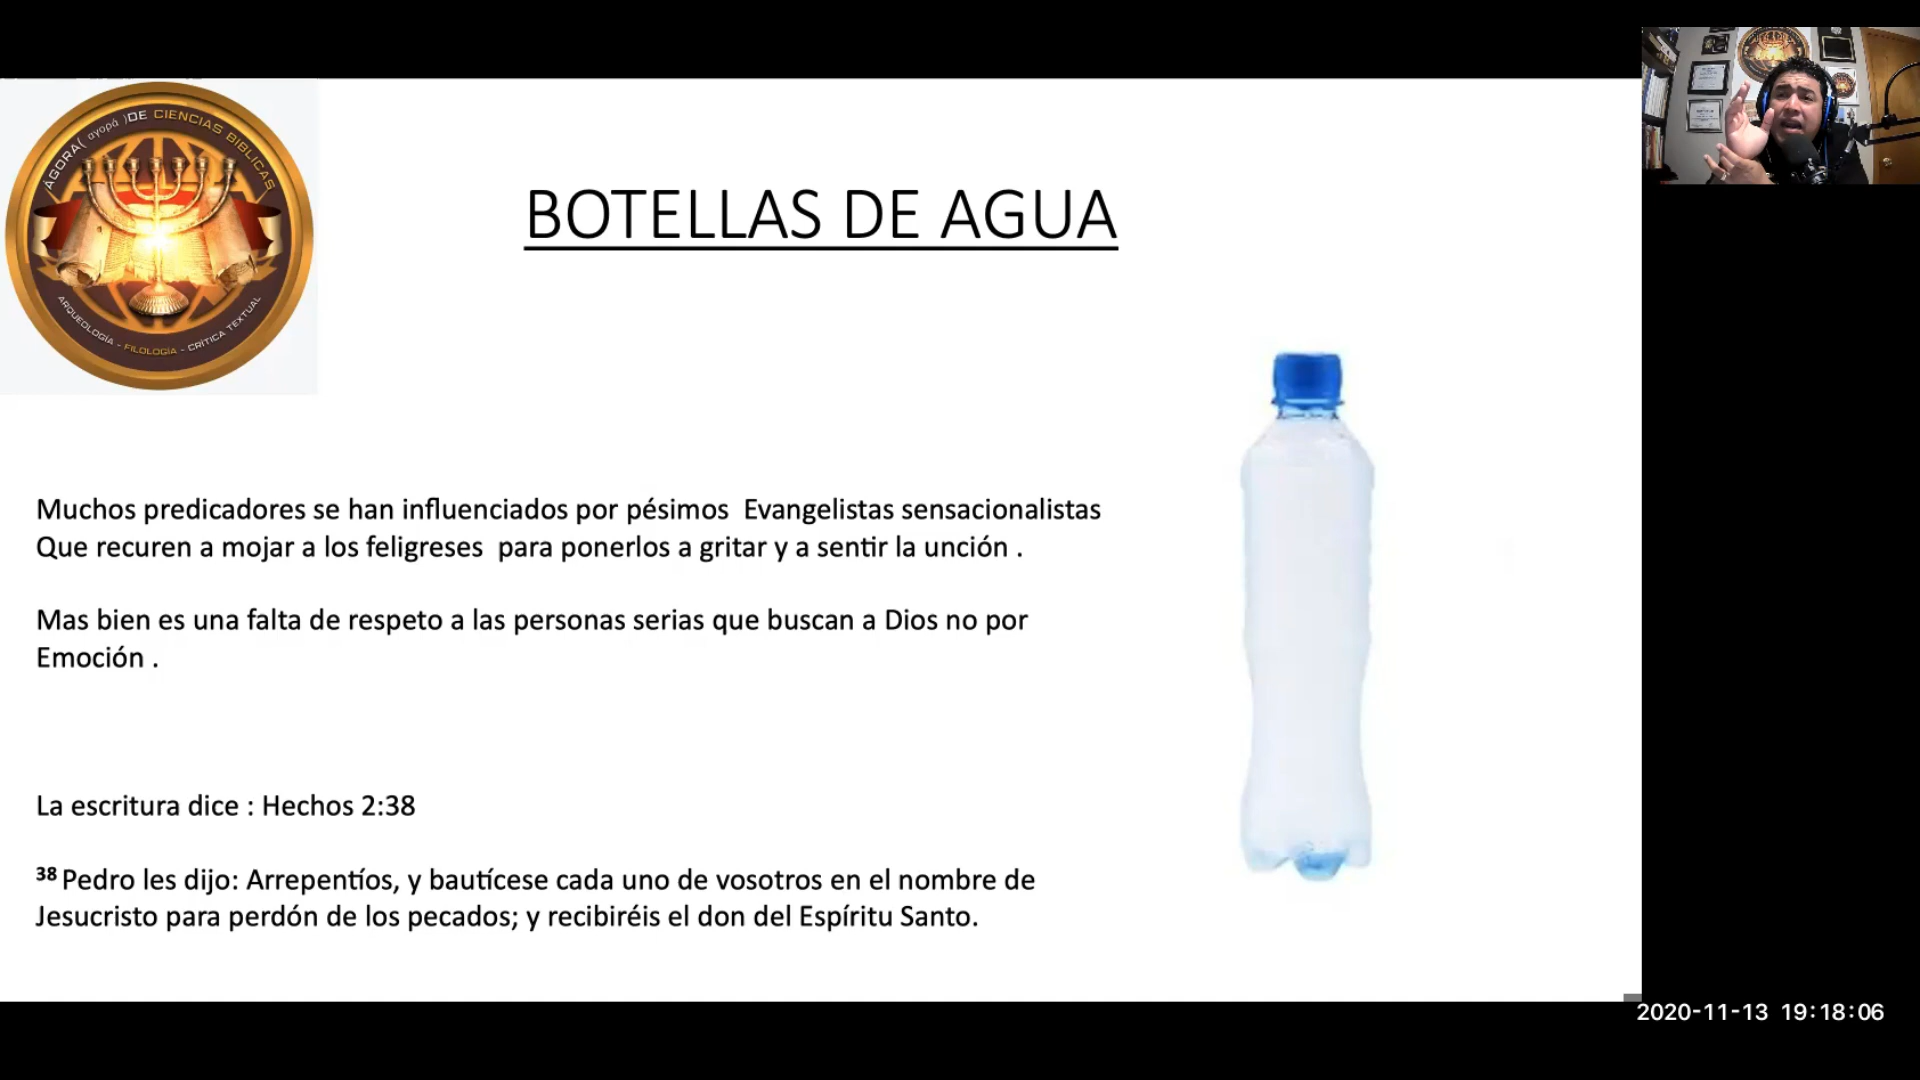 ÁGORA( αγορά )DE CIENCIAS BIBLICAS
ARQUEOLOGÍA - FILOLOGÍA - CRÍTICA TEXTUAL
BOTELLAS DE AGUA
Muchos predicadores se han influenciados por pésimos  Evangelistas sensacionalistas
Que recuren a mojar a los feligreses  para ponerlos a gritar y a sentir la unción .
Mas bien es una falta de respeto a las personas serias que buscan a Dios no por
Emoción .
La escritura dice : Hechos 2:38
38 Pedro les dijo: Arrepentíos, y bautícese cada uno de vosotros en el nombre de
Jesucristo para perdón de los pecados; y recibiréis el don del Espíritu Santo.
2020-11-13 19:18:06